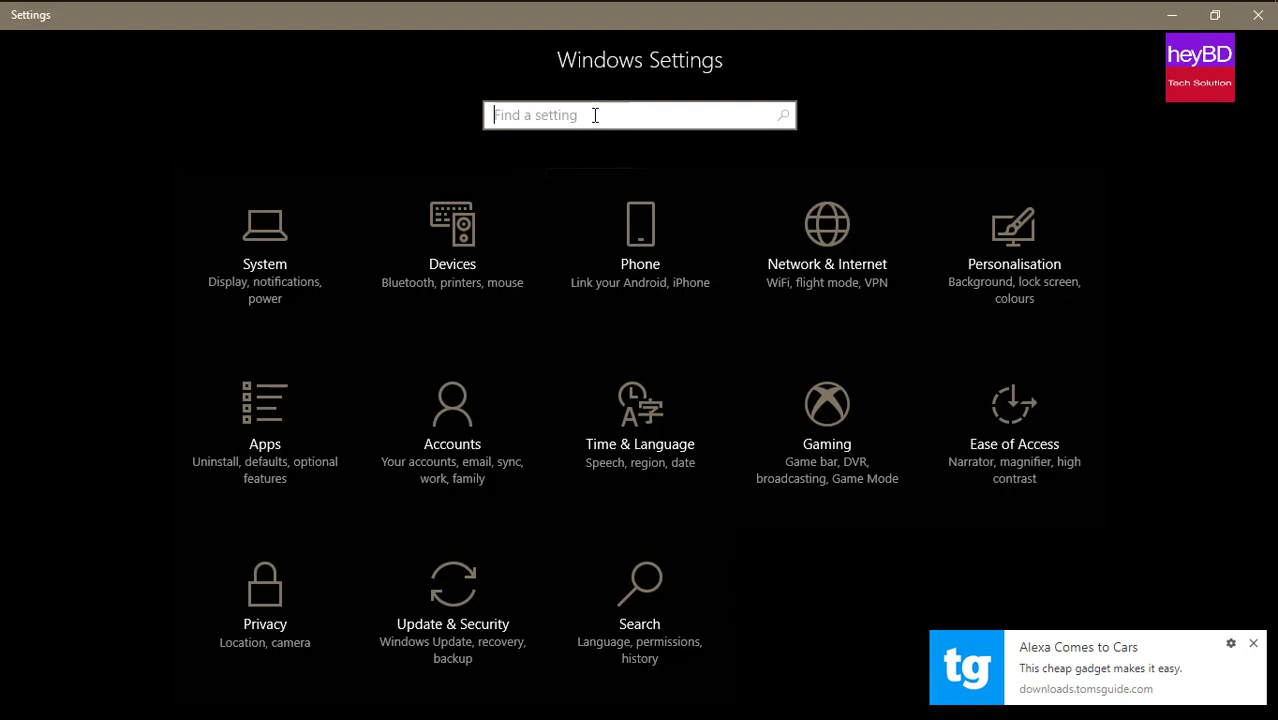 Settings
heyBD
Tech Solution
Windows Settings
Find a setting
System
Display, notifications,
power
Devices
Bluetooth, printers, mouse
Phone
Link your Android, iPhone
Network & Internet
WiFi, flight mode, VPN
Personalisation
Background, lock screen,
colours
Apps
Uninstall, defaults, optional
features
Accounts
Your accounts, email, sync,
work, family
Time & Language
Speech, region, date
Gaming
Game bar, DVR,
broadcasting, Game Mode
Ease of Access
Narrator, magnifier, high
contrast
Privacy
Location, camera
Update & Security
Windows Update, recovery,
backup
Search
Language, permissions,
history
tg
Alexa Comes to Cars
This cheap gadget makes it easy.
downloads.tomsguide.com